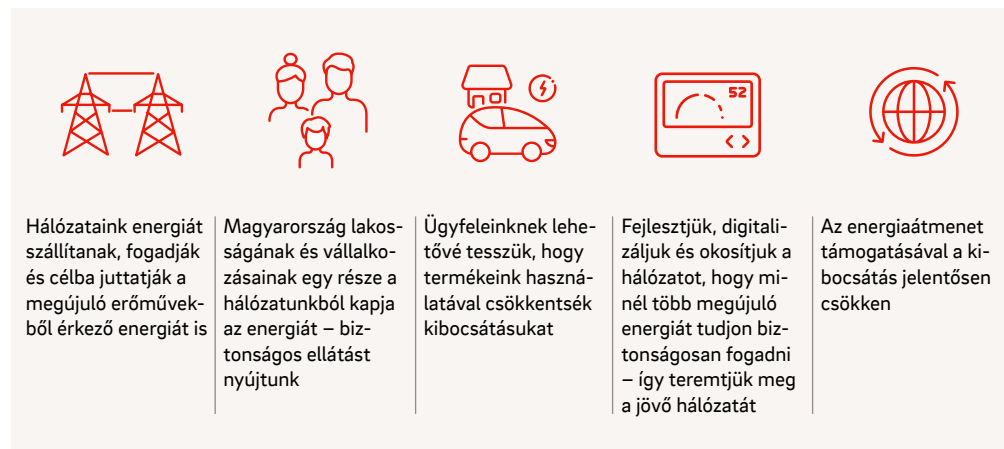 52
Hálózataink energiát
szállítanak, fogadják
és célba juttatják a
megújuló erőművek-
ből érkező energiát is
Magyarország lakos-
ságának és vállalko-
zásainak egy része a
hálózatunkból kapja
az energiát – biz-
tonságos ellátást
nyújtunk
Ügyfeleinknek lehe-
tővé tesszük, hogy
termékeink haszná-
latával csökkentsék
kibocsátásukat
Fejlesztjük, digitali-
záljuk és okosítjuk a
hálózatot, hogy mi-
nél több megújuló
energiát tudjon biz-
tonságosan fogadni
– így teremtjük meg
a jövő hálózatát
Az energiaátmenet
támogatásával a ki-
bocsátás jelentősen
csökken